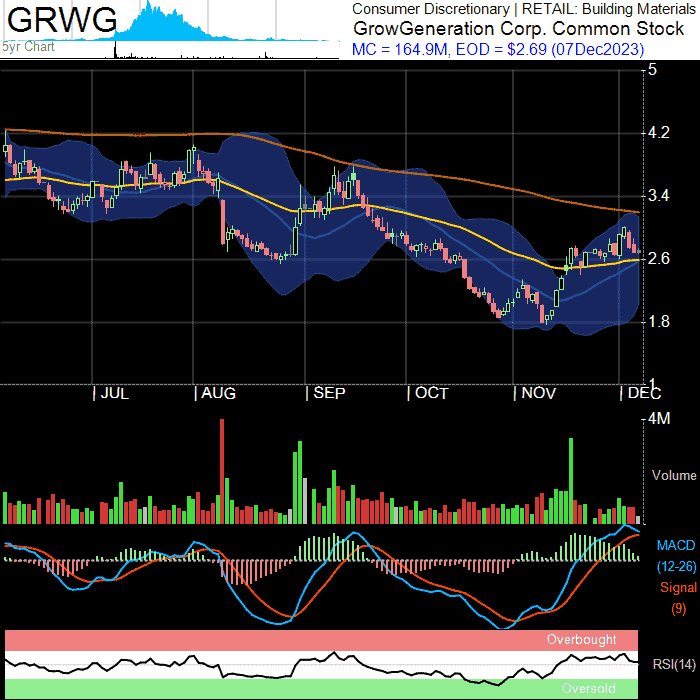 GRWG
5yr Chart
Consumer Discretionary | RETAIL: Building Materials
GrowGeneration Corp. Common Stock
MC = 164.9M, EOD = $2.69 (07Dec2023)
5
4.2
3.4
2.6
1.8
1
JUL AUG SEP OCT NOV DEC
4M
Volume
MACD
(12-26)
Signal
(9)
Overbought
RSI(14)
Oversold